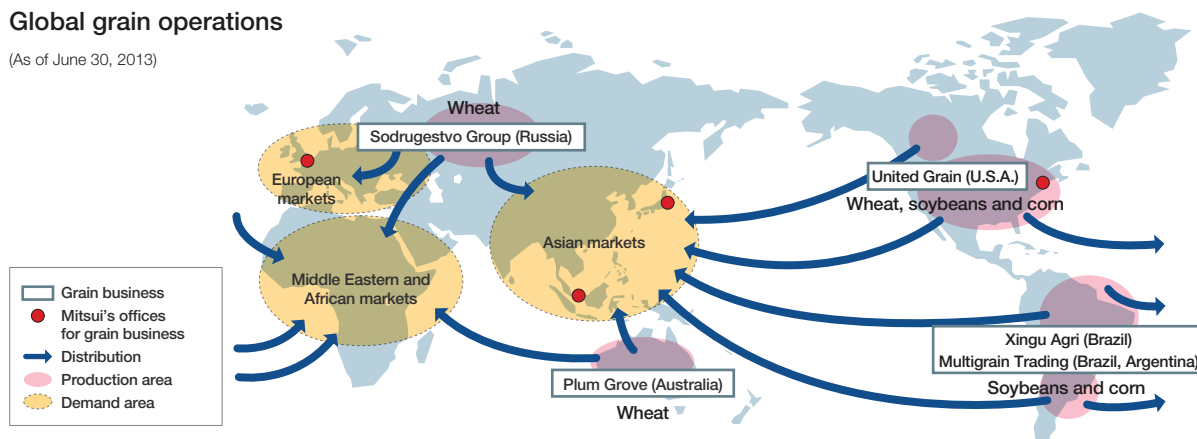 Global grain operations
(As of June 30, 2013)
Wheat
Sodrugestvo Group (Russia)
European
markets
United Grain (U.S.A.)
Wheat, soybeans and corn
Asian markets
Middle Eastern and
African markets
Grain business
Mitsui's offices
for grain business
Distribution
Production area
Demand area
Xingu Agri (Brazil)
Multigrain Trading (Brazil, Argentina)
Soybeans and corn
Plum Grove (Australia)
Wheat